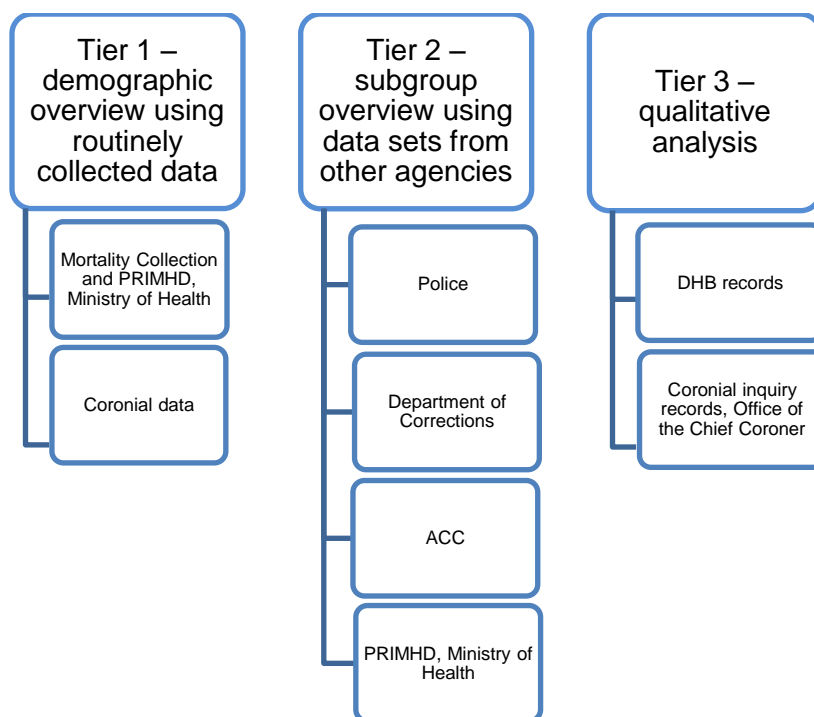 Tier 1 –
demographic
overview using
routinely
collected data
Mortality Collection
and PRIMHD,
Ministry of Health
Coronial data
Tier 2 –
subgroup
overview using
data sets from
other agencies
Police
Department of
Corrections
ACC
PRIMHD, Ministry of
Health
Tier 3 –
qualitative
analysis
DHB records
Coronial inquiry
records, Office of
the Chief Coroner